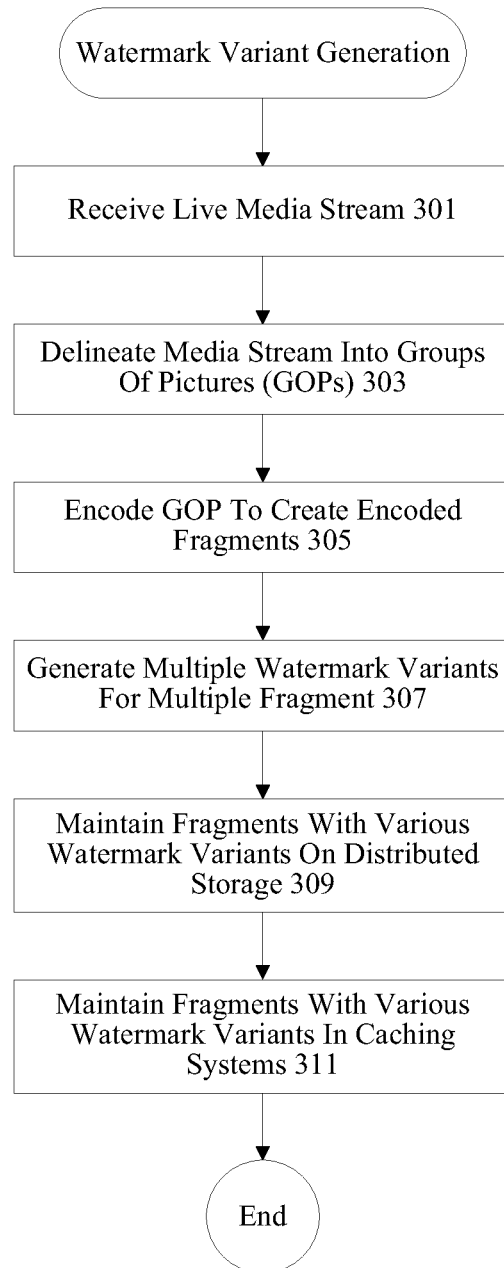 Watermark Variant Generation
Receive Live Media Stream 301
Delineate Media Stream Into Groups
Of Pictures (GOPs) 303
Encode GOP To Create Encoded
Fragments 305
Generate Multiple Watermark Variants
For Multiple Fragment 307
Maintain Fragments With Various
Watermark Variants On Distributed
Storage 309
Maintain Fragments With Various
Watermark Variants In Caching
Systems 311
End